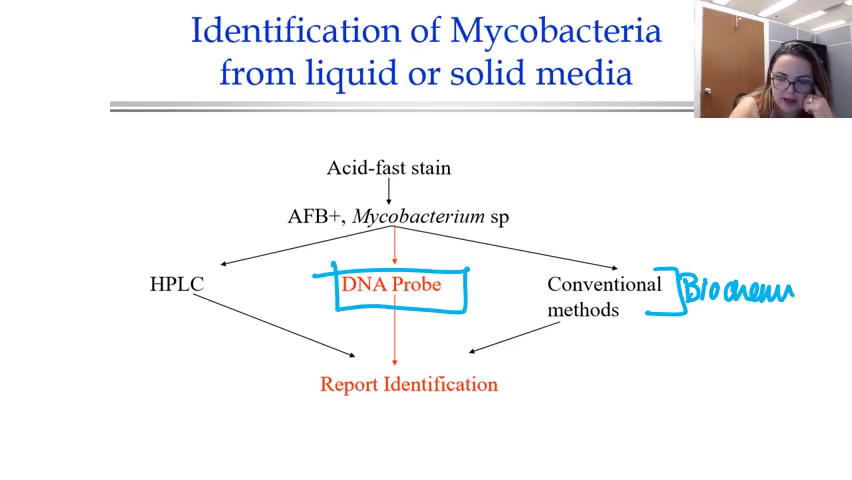 Identification of Mycobacteria
from liquid or solid media
Acid-fast stain
AFB+, Mycobacterium sp
HPLC
DNA Probe
Conventional
methods
Biochem
Report Identification